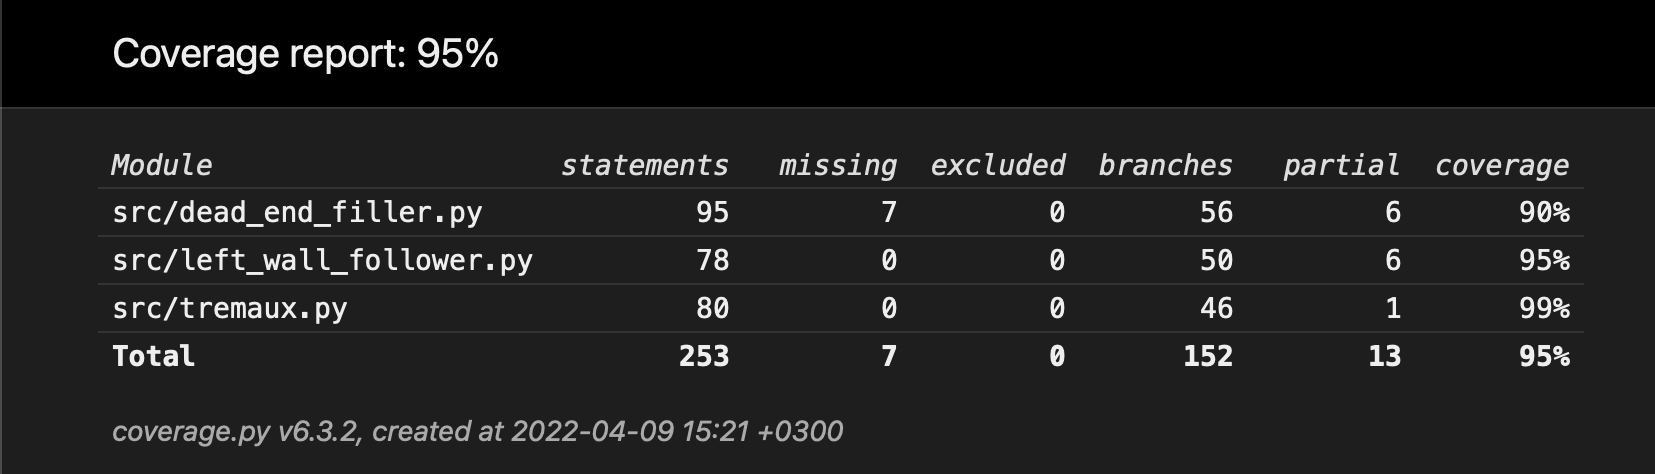 Coverage report: 95%
Module statements missing excluded branches partial coverage
src/dead_end_filler.py 95 7 0 56 6 90%
src/left_wall_follower.py 78 0 0 50 6 95%
src/tremaux.py 80 0 0 46 1 99%
Total 253 7 0 152 13 95%
coverage.py v6.3.2, created at 2022-04-09 15:21 +0300